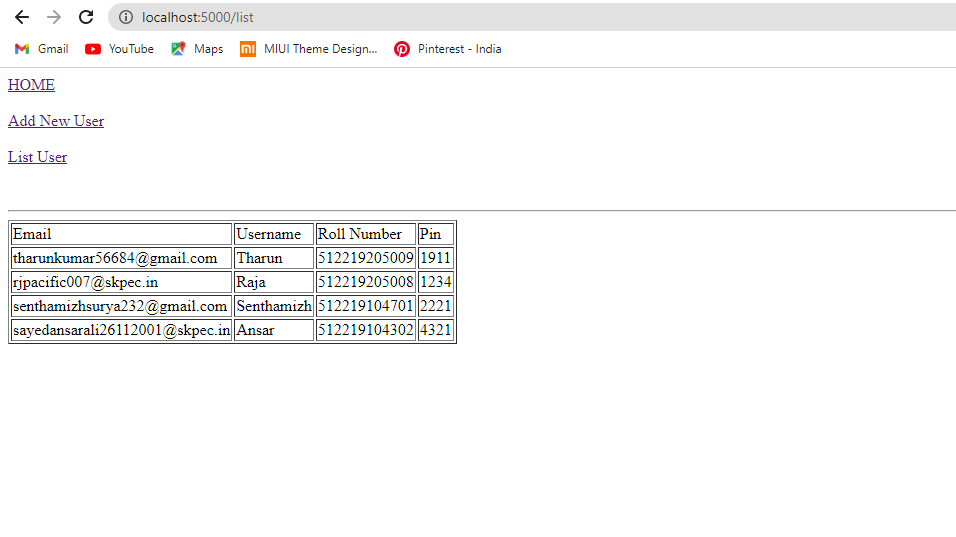 localhost:5000/list
Gmail YouTube Maps MIUI Theme Design... Pinterest - India
HOME
Add New User
List User
Email Username Roll Number Pin
tharunkumar56684@gmail.com Tharun 512219205009 1911
rjpacific007@skpec.in Raja 512219205008 1234
senthamizhsurya232@gmail.com Senthamizh 512219104701 2221
sayedansarali26112001@skpec.in Ansar 512219104302 4321